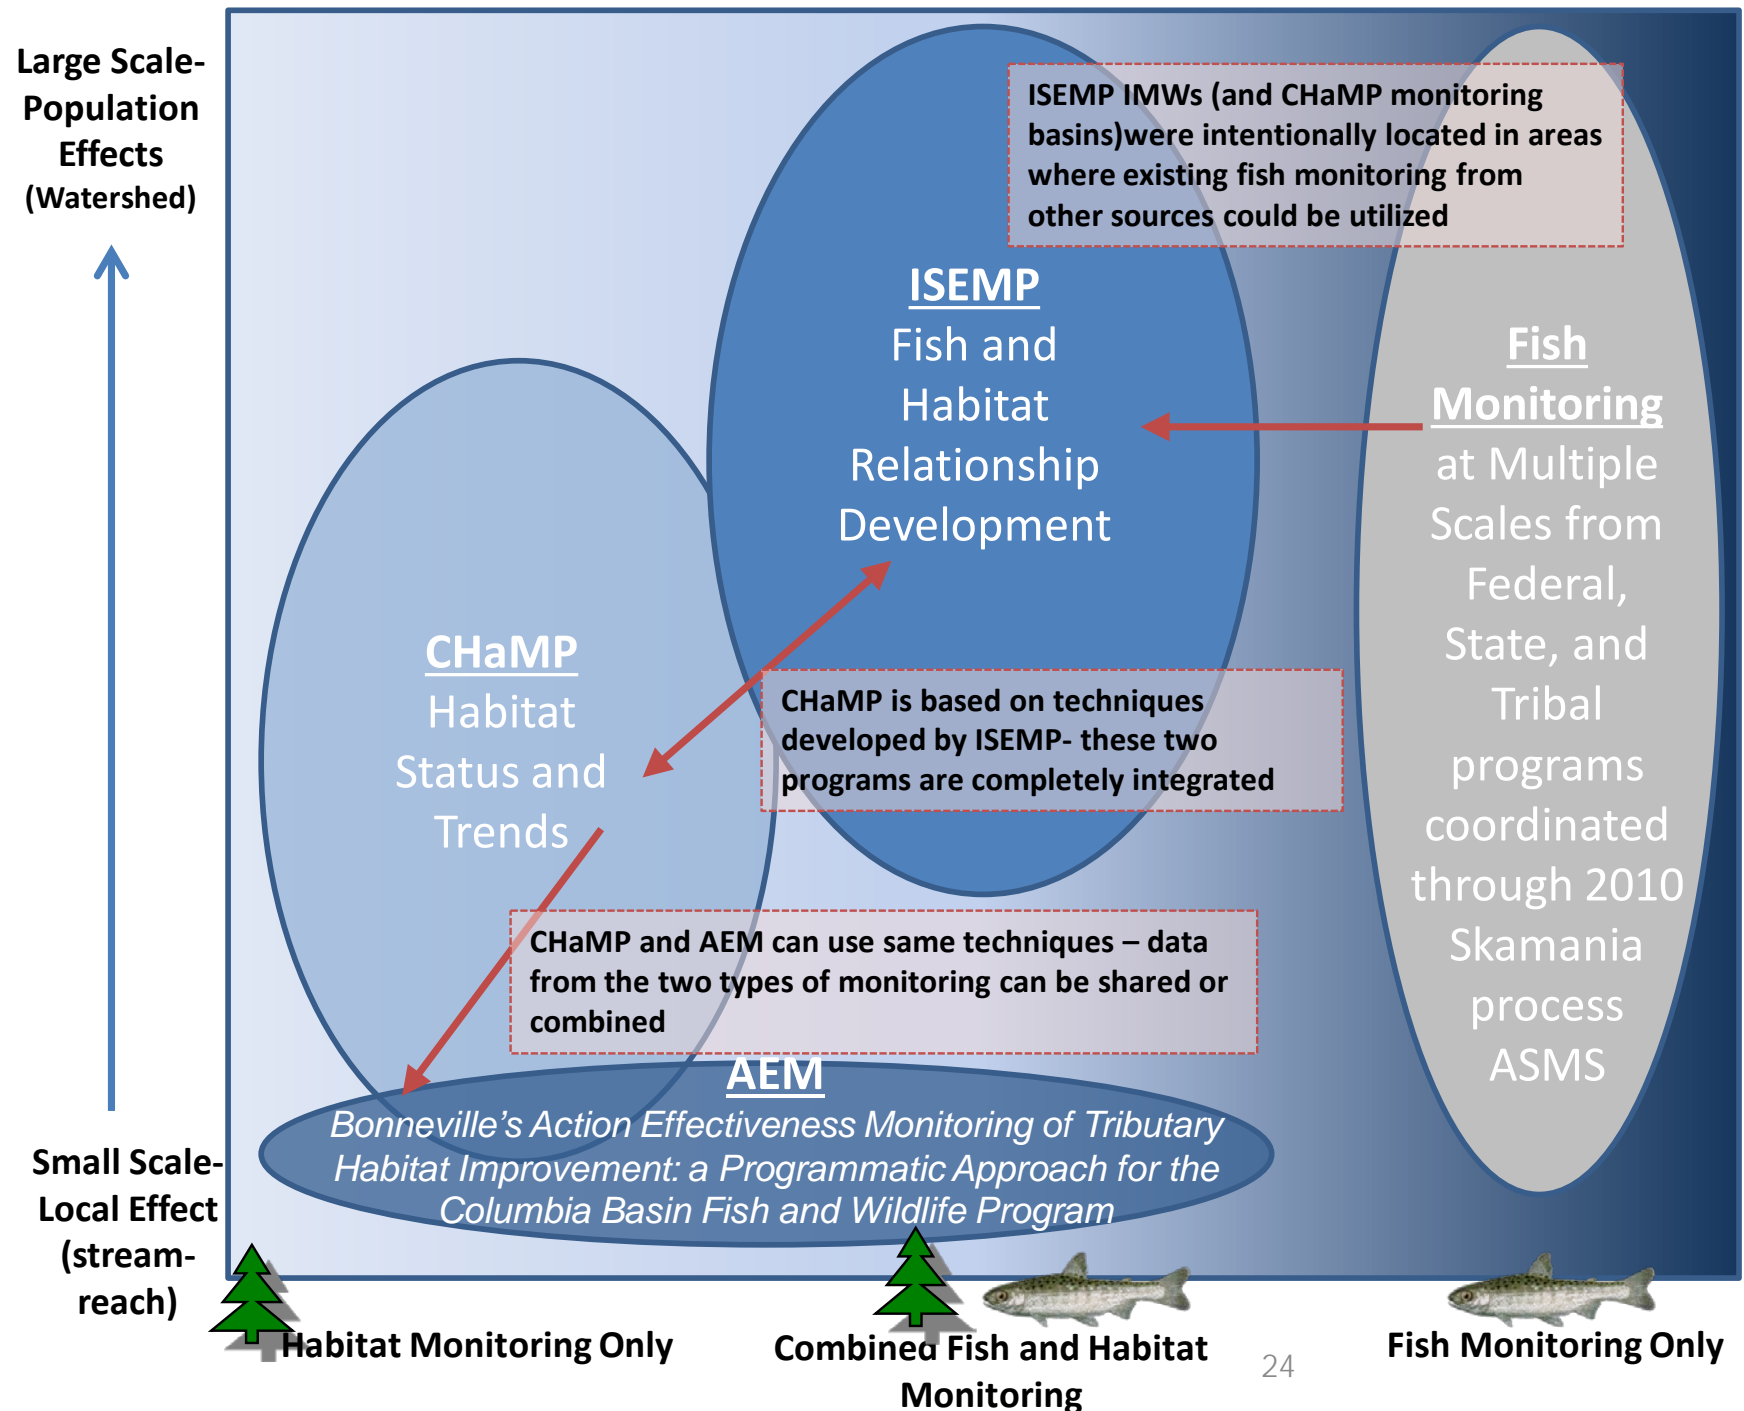 Large Scale-
Population
Effects
(Watershed)
Small Scale-
Local Effect
(stream-
reach)
ISEMP IMWs (and CHaMP monitoring
basins)were intentionally located in areas
where existing fish monitoring from
other sources could be utilized
ISEMP
Fish and
Habitat
Relationship
Development
Fish
Monitoring
at Multiple
Scales from
Federal,
State, and
Tribal
programs
coordinated
through 2010
Skamania
process
ASMS
CHaMP
Habitat
Status and
Trends
CHaMP is based on techniques
developed by ISEMP- these two
programs are completely integrated
CHaMP and AEM can use same techniques – data
from the two types of monitoring can be shared or
combined
AEM
Bonneville's Action Effectiveness Monitoring of Tributary
Habitat Improvement: a Programmatic Approach for the
Columbia Basin Fish and Wildlife Program
Habitat Monitoring Only
Combined Fish and Habitat
Monitoring
24
Fish Monitoring Only